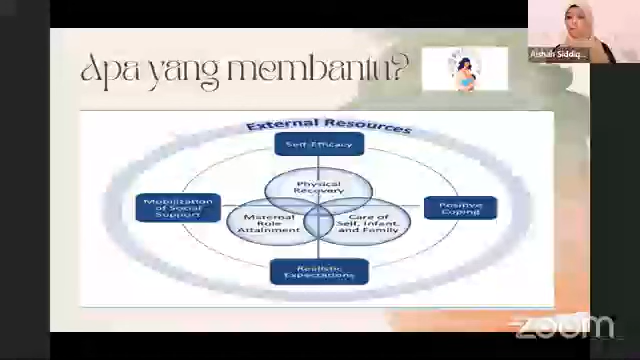 Apa yang membantu?
Aishah Siddiq...
External Resources
Self-Efficacy
Physical
Recovery
Mobilization
of Social
Support
Maternal
Role
Attainment
Care of
Self, Infant,
and Family
Positive
Coping
Realistic
Expectations
zoom